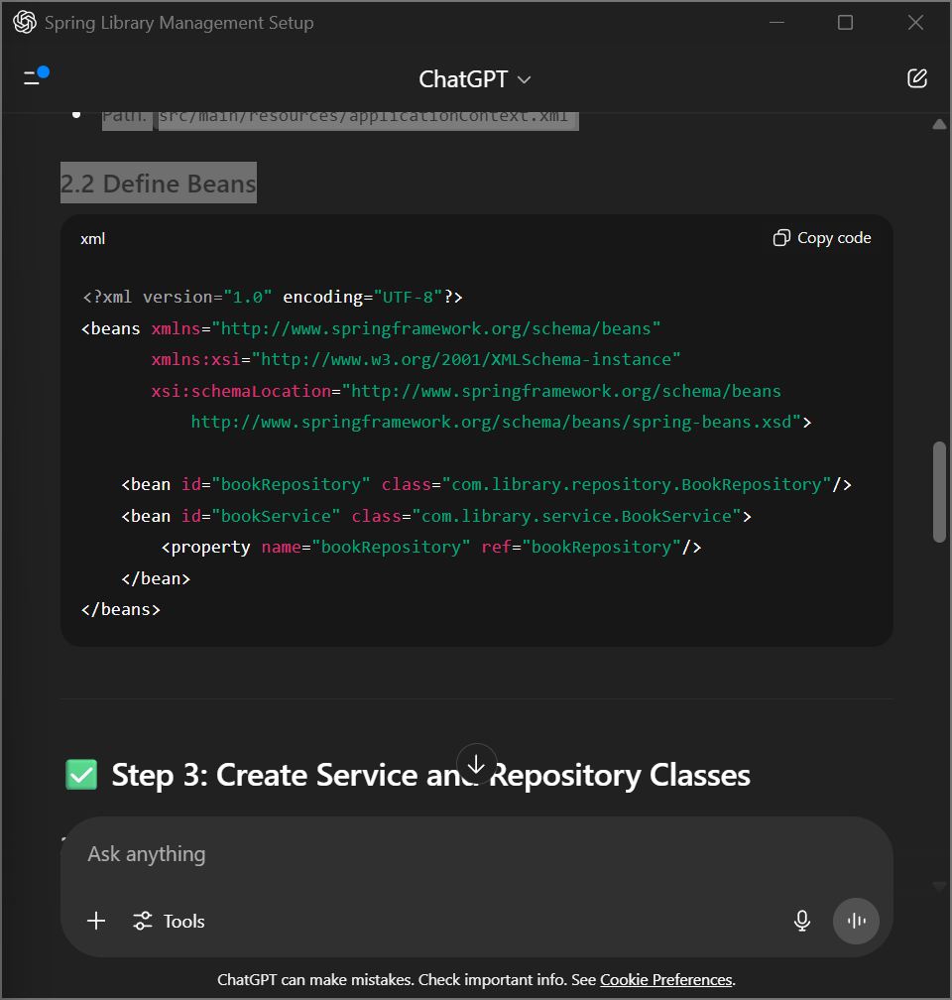 Spring Library Management Setup
ChatGPT
Path: src/main/resources/applicationContext.xml
2.2 Define Beans
xml
Copy code
<?xml version="1.0" encoding="UTF-8"?>
<beans xmlns="http://www.springframework.org/schema/beans"
       xmlns:xsi="http://www.w3.org/2001/XMLSchema-instance"
       xsi:schemaLocation="http://www.springframework.org/schema/beans
           http://www.springframework.org/schema/beans/spring-beans.xsd">
    <bean id="bookRepository" class="com.library.repository.BookRepository"/>
    <bean id="bookService" class="com.library.service.BookService">
        <property name="bookRepository" ref="bookRepository"/>
    </bean>
</beans>
✅ Step 3: Create Service and Repository Classes
Ask anything
Tools
ChatGPT can make mistakes. Check important info. See Cookie Preferences.